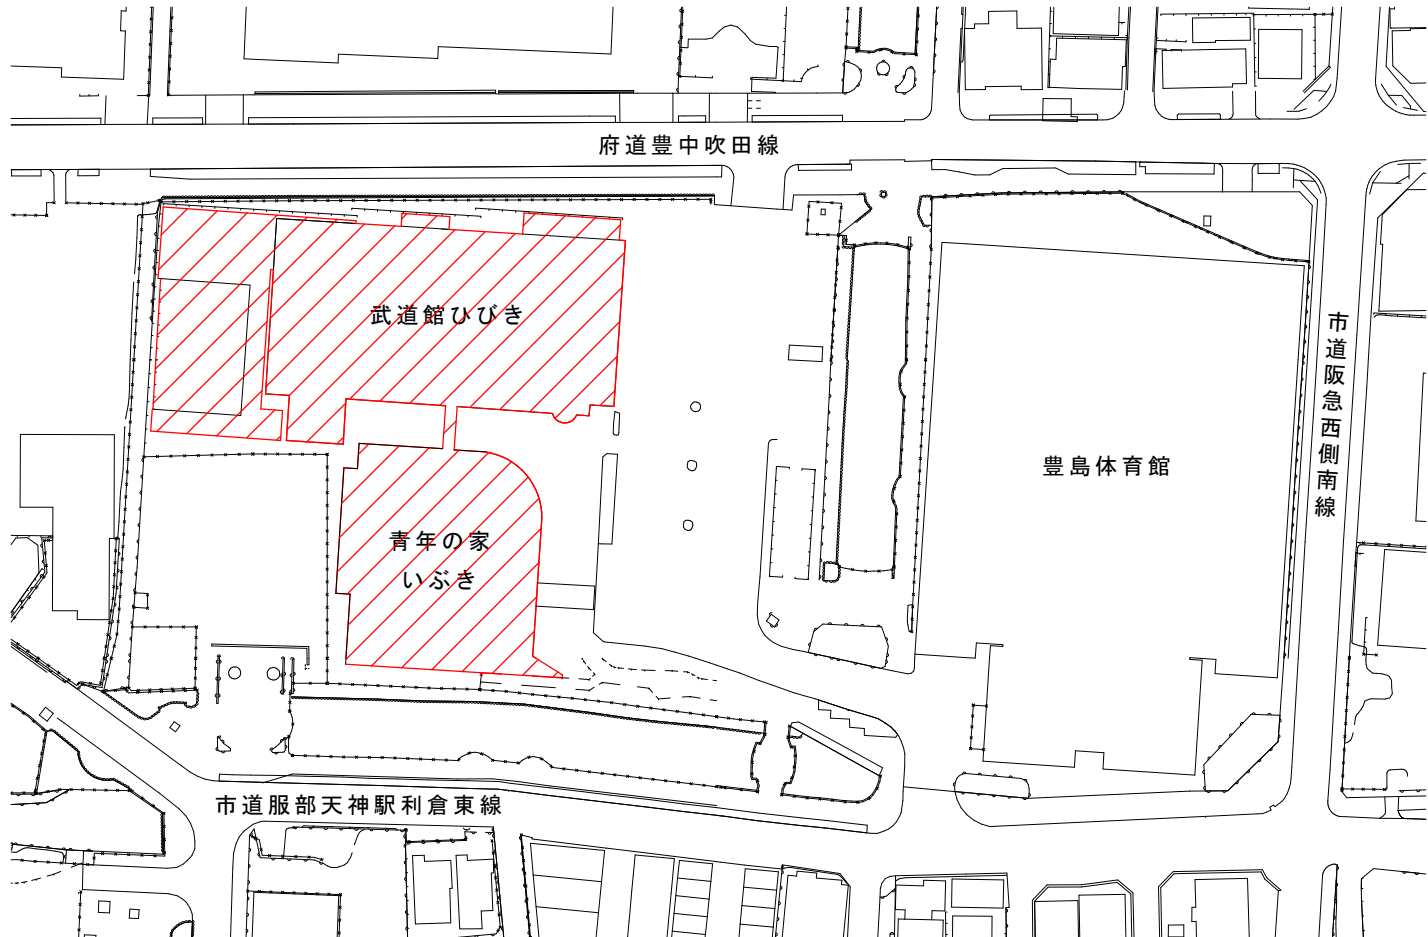 府道豊中吹田線
武道館ひびき
市道阪急西側南線
豊島体育館
青年の家
いぶき
市道服部天神駅利倉東線